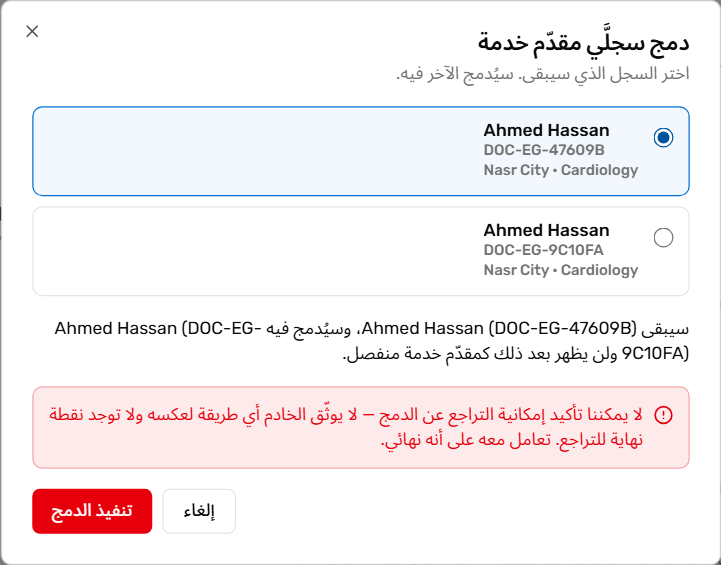 دمج سجلَّي مقدّم خدمة
اختر السجل الذي سيبقى. سيُدمج الآخر فيه.
Ahmed Hassan
DOC-EG-47609B
Nasr City • Cardiology
Ahmed Hassan
DOC-EG-9C10FA
Nasr City • Cardiology
سيبقى Ahmed Hassan (DOC-EG-47609B)، وسيُدمج فيه Ahmed Hassan (DOC-EG-
9C10FA) ولن يظهر بعد ذلك كمقدّم خدمة منفصل.
لا يمكننا تأكيد إمكانية التراجع عن الدمج — لا يوثّق الخادم أي طريقة لعكسه ولا توجد نقطة
نهاية للتراجع. تعامل معه على أنه نهائي.
إلغاء
تنفيذ الدمج